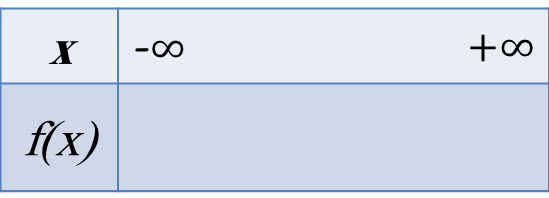 x -∞ +∞
f(x)